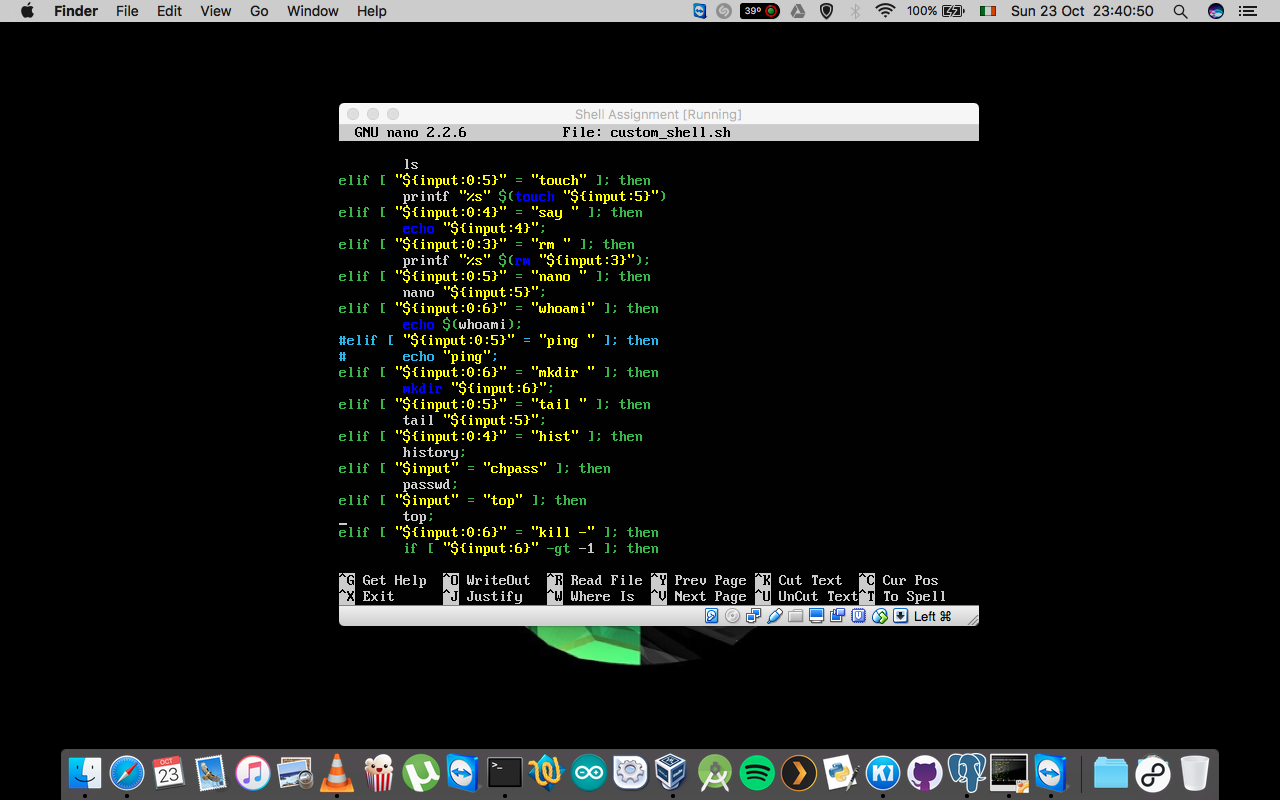 Finder File Edit View Go Window Help 39° 100% Sun 23 Oct 23:40:50
Shell Assignment [Running]
GNU nano 2.2.6 File: custom_shell.sh
ls
elif [ "${input:0:5}" = "touch" ]; then
printf "%s" $(touch "${input:5}")
elif [ "${input:0:4}" = "say " ]; then
echo "${input:4}";
elif [ "${input:0:3}" = "rm " ]; then
printf "%s" $(rm "${input:3}");
elif [ "${input:0:5}" = "nano " ]; then
nano "${input:5}";
elif [ "${input:0:6}" = "whoami" ]; then
echo $(whoami);
#elif [ "${input:0:5}" = "ping " ]; then
# echo "ping";
elif [ "${input:0:6}" = "mkdir " ]; then
mkdir "${input:6}";
elif [ "${input:0:5}" = "tail " ]; then
tail "${input:5}";
elif [ "${input:0:4}" = "hist" ]; then
history;
elif [ "$input" = "chpass" ]; then
passwd;
elif [ "$input" = "top" ]; then
top;
elif [ "${input:0:6}" = "kill -" ]; then
if [ "${input:6}" -gt -1 ]; then
^G Get Help ^O WriteOut ^R Read File ^Y Prev Page ^K Cut Text ^C Cur Pos
^X Exit ^J Justify ^W Where Is ^V Next Page ^U UnCut Text ^T To Spell
Left ⌘
OCT
23
>_
K1